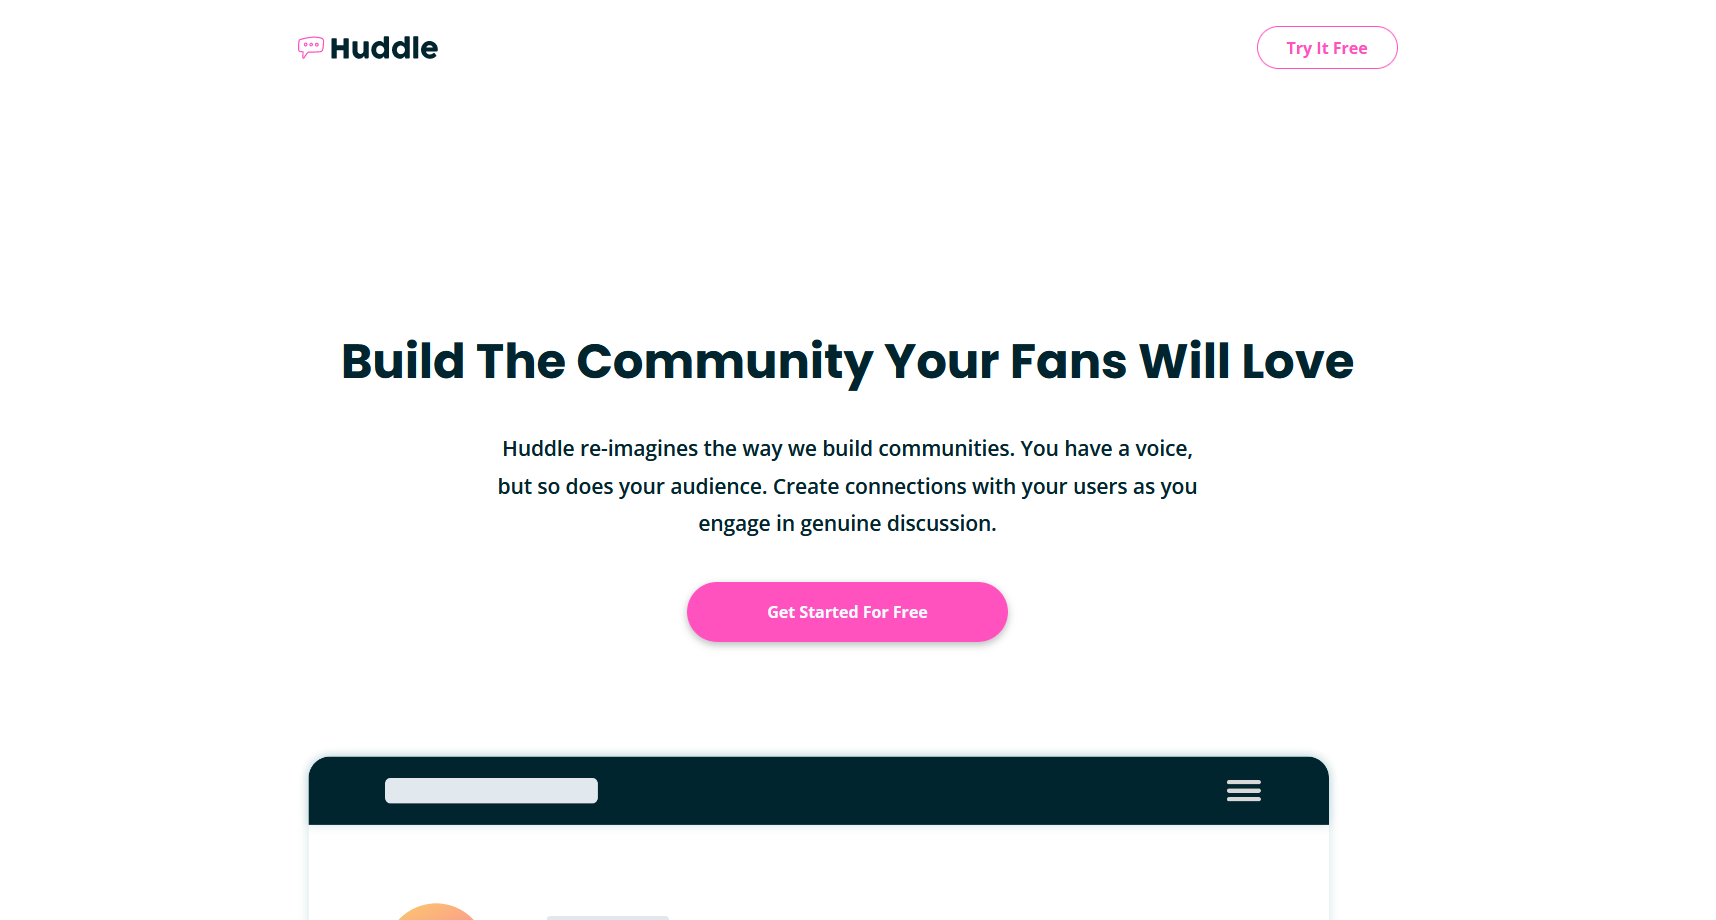 Huddle
Try It Free
Build The Community Your Fans Will Love
Huddle re-imagines the way we build communities. You have a voice,
but so does your audience. Create connections with your users as you
engage in genuine discussion.
Get Started For Free